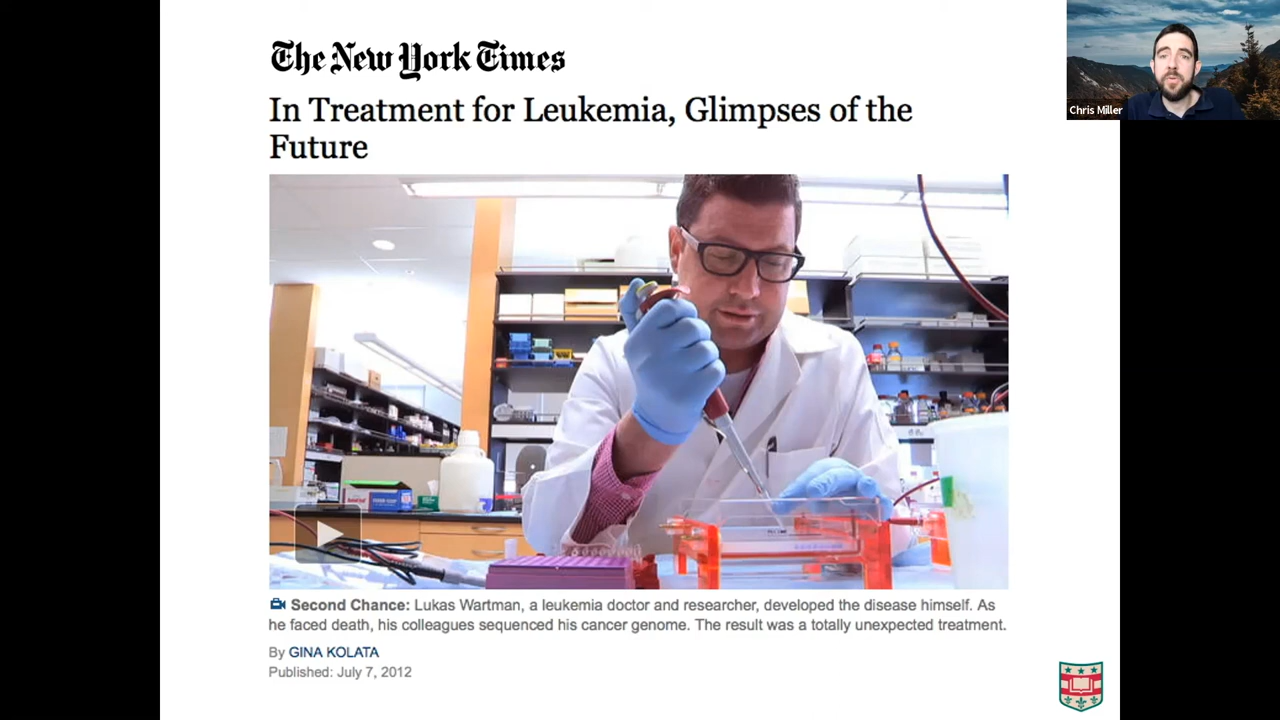 The New York Times
In Treatment for Leukemia, Glimpses of the
Future
Chris Miller
Second Chance: Lukas Wartman, a leukemia doctor and researcher, developed the disease himself. As
he faced death, his colleagues sequenced his cancer genome. The result was a totally unexpected treatment.
By GINA KOLATA
Published: July 7, 2012